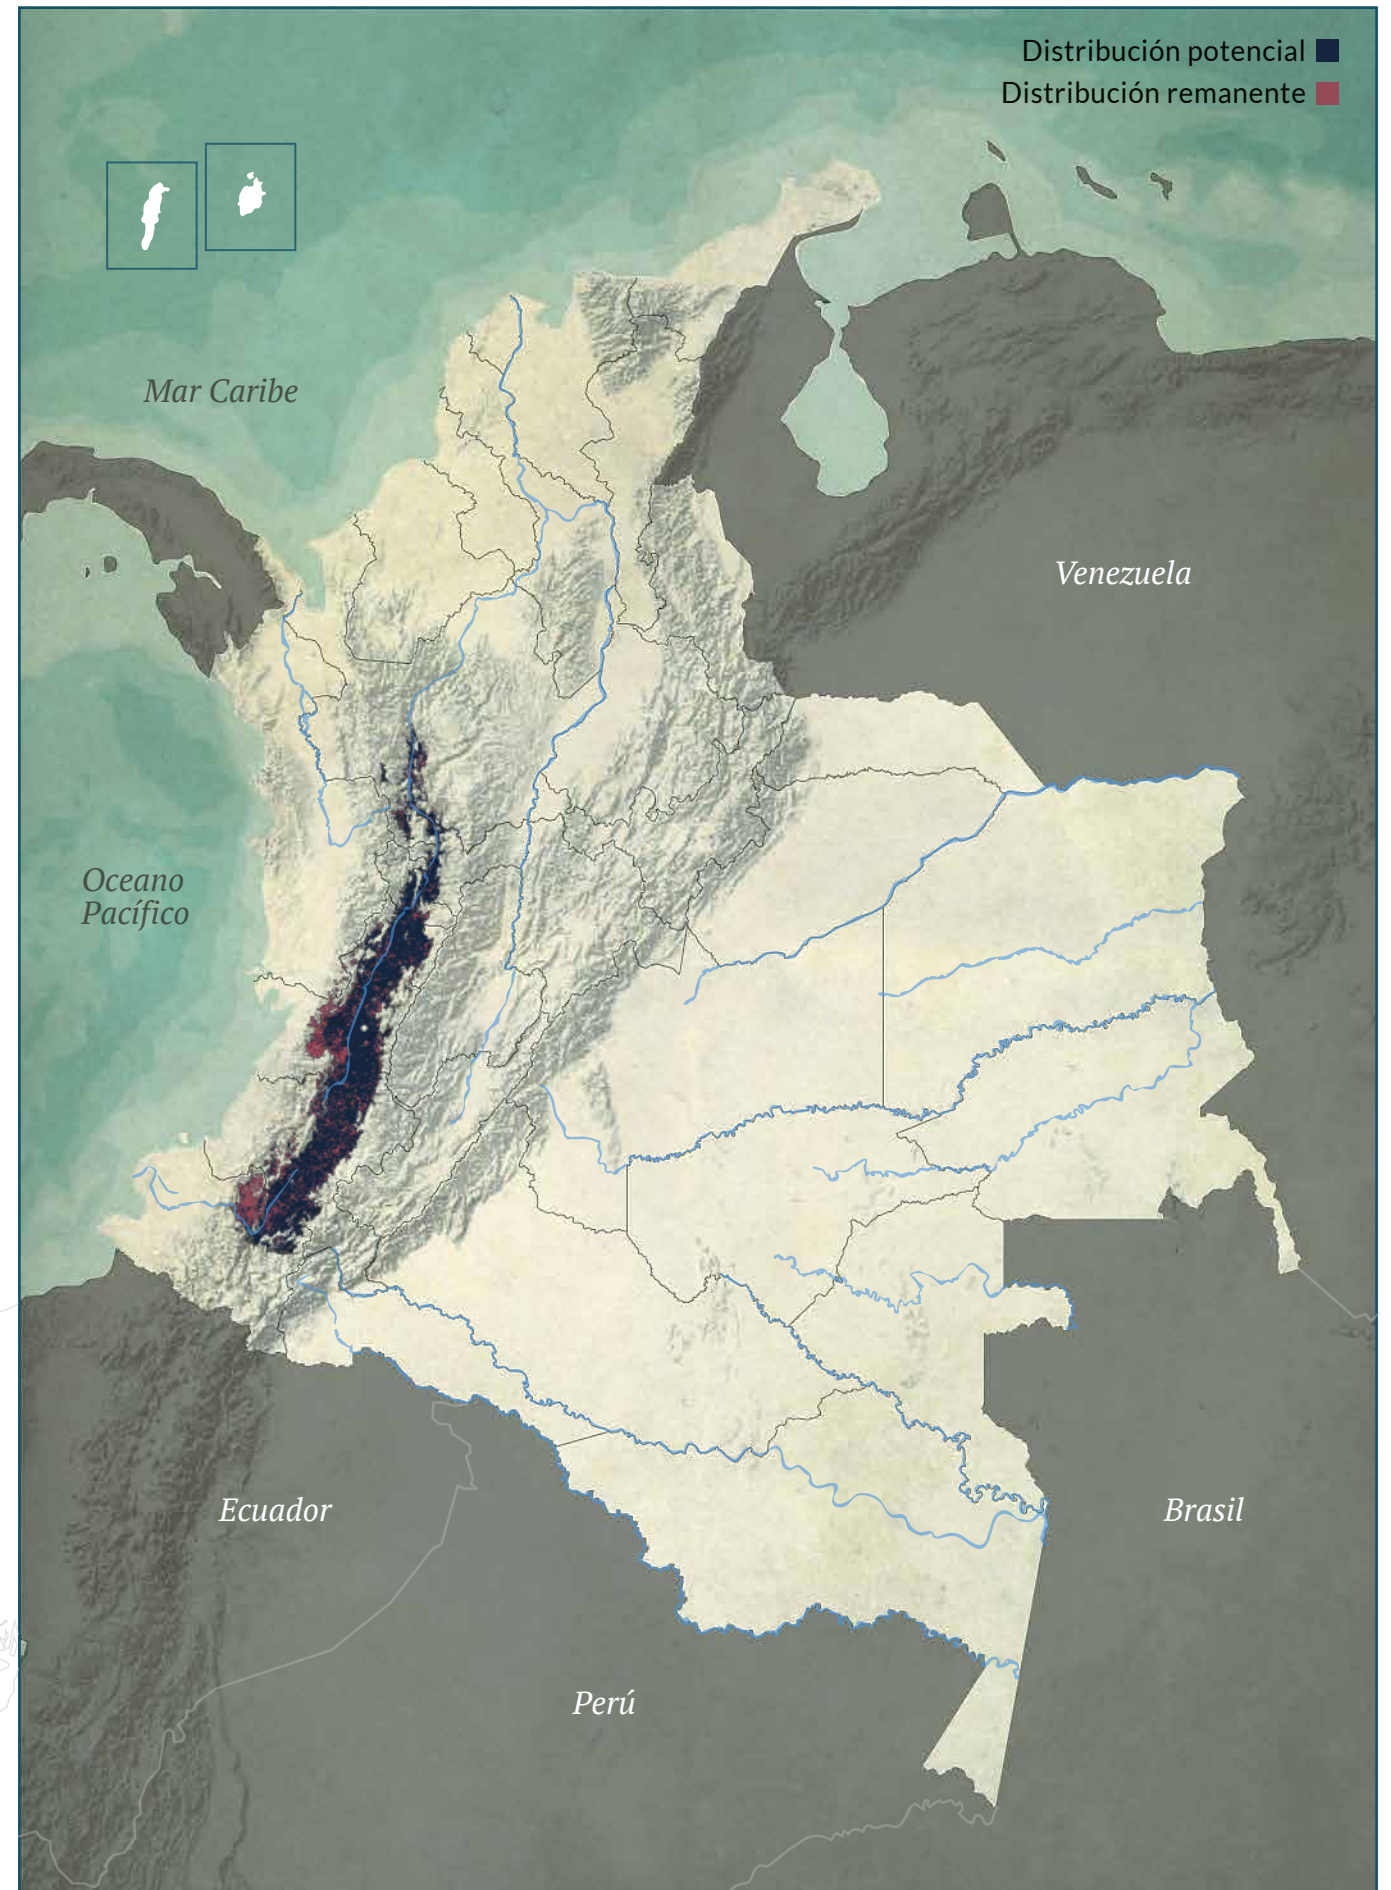 Distribución potencial
Distribución remanente
Mar Caribe
Venezuela
Oceano
Pacífico
Ecuador
Brasil
Perú